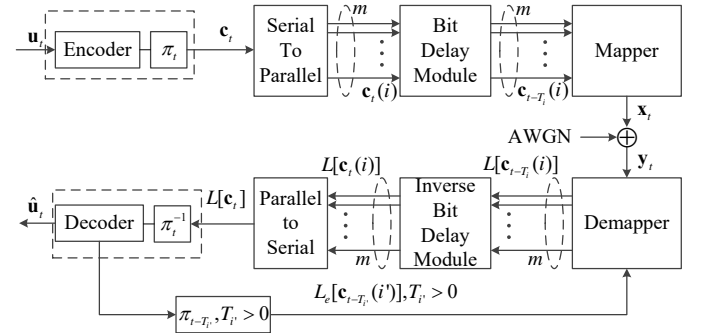 u_t
Encoder
π_t
c_t
Serial
To
Parallel
m
⋮
c_t(i)
Bit
Delay
Module
m
⋮
c_{t−T_i}(i)
Mapper
x_t
AWGN
y_t
û_t
Decoder
π_t^{−1}
L[c_t]
Parallel
to
Serial
L[c_t(i)]
⋮
m
Inverse
Bit
Delay
Module
L[c_{t−T_i}(i)]
⋮
m
Demapper
π_{t−T_{i'}}, T_{i'} > 0
L_e[c_{t−T_{i'}}(i')], T_{i'} > 0